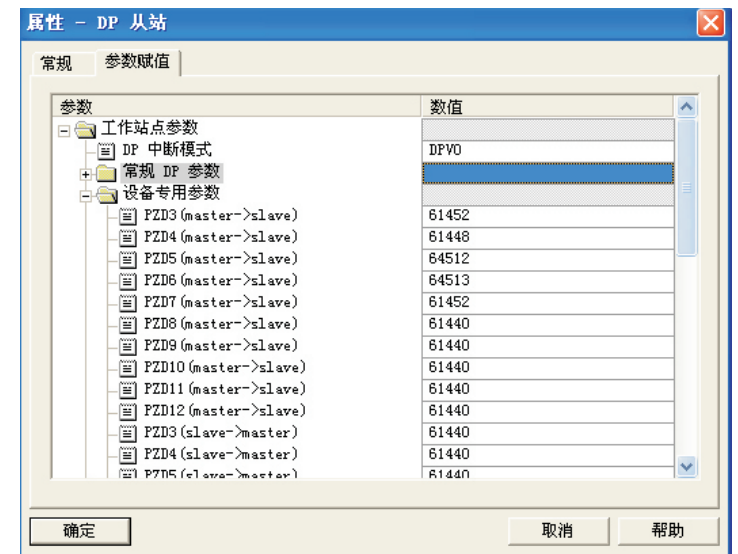 属性 - DP 从站
常规 参数赋值
参数 数值
工作站点参数
DP 中断模式 DPV0
常规 DP 参数
设备专用参数
PZD3(master->slave) 61452
PZD4(master->slave) 61448
PZD5(master->slave) 64512
PZD6(master->slave) 64513
PZD7(master->slave) 61452
PZD8(master->slave) 61440
PZD9(master->slave) 61440
PZD10(master->slave) 61440
PZD11(master->slave) 61440
PZD12(master->slave) 61440
PZD3(slave->master) 61440
PZD4(slave->master) 61440
PZD5(slave->master) 61440
确定 取消 帮助